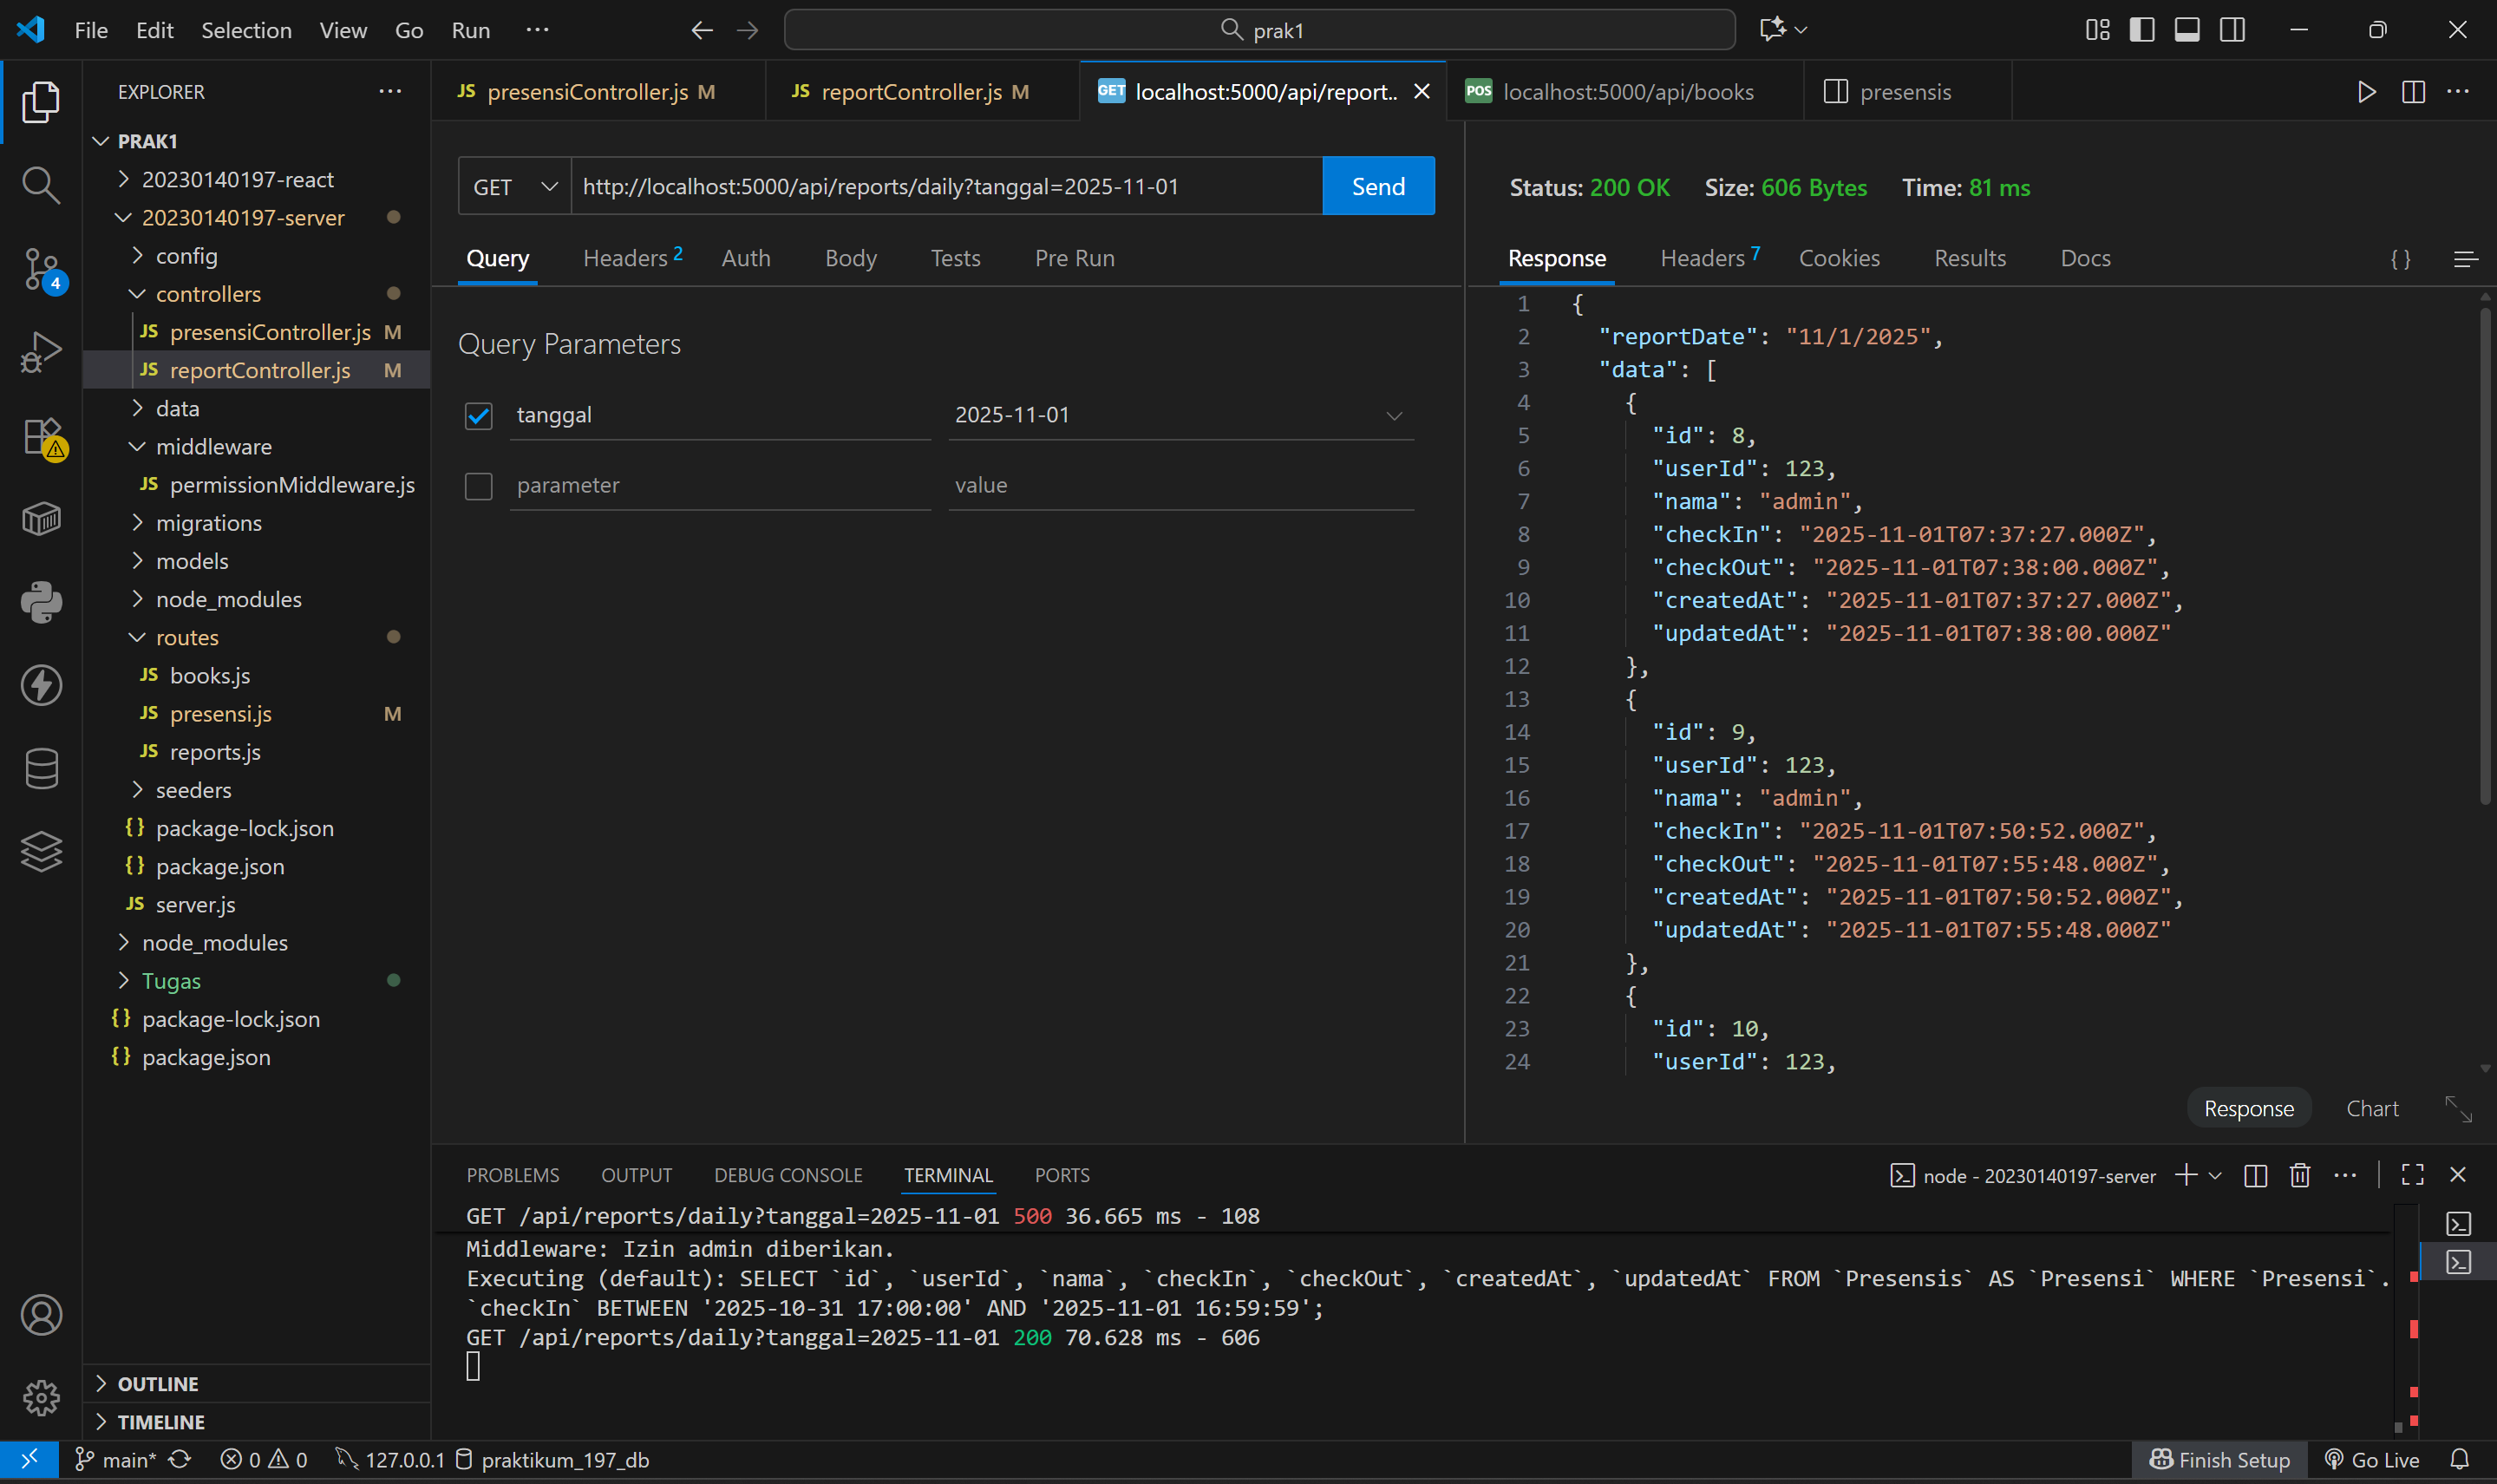 File Edit Selection View Go Run ...
prak1
EXPLORER
PRAK1
20230140197-react
20230140197-server
config
controllers
JS presensiController.js M
JS reportController.js M
data
middleware
JS permissionMiddleware.js
migrations
models
node_modules
routes
JS books.js
JS presensi.js M
JS reports.js
seeders
{} package-lock.json
{} package.json
JS server.js
node_modules
Tugas
{} package-lock.json
{} package.json
OUTLINE
TIMELINE
4
JS presensiController.js M
JS reportController.js M
GET localhost:5000/api/report..
POS localhost:5000/api/books
presensis
GET http://localhost:5000/api/reports/daily?tanggal=2025-11-01 Send
Query Headers 2 Auth Body Tests Pre Run
Query Parameters
tanggal 2025-11-01
parameter value
Status: 200 OK Size: 606 Bytes Time: 81 ms
Response Headers 7 Cookies Results Docs { }
1 {
2 "reportDate": "11/1/2025",
3 "data": [
4 {
5 "id": 8,
6 "userId": 123,
7 "nama": "admin",
8 "checkIn": "2025-11-01T07:37:27.000Z",
9 "checkOut": "2025-11-01T07:38:00.000Z",
10 "createdAt": "2025-11-01T07:37:27.000Z",
11 "updatedAt": "2025-11-01T07:38:00.000Z"
12 },
13 {
14 "id": 9,
15 "userId": 123,
16 "nama": "admin",
17 "checkIn": "2025-11-01T07:50:52.000Z",
18 "checkOut": "2025-11-01T07:55:48.000Z",
19 "createdAt": "2025-11-01T07:50:52.000Z",
20 "updatedAt": "2025-11-01T07:55:48.000Z"
21 },
22 {
23 "id": 10,
24 "userId": 123,
Response Chart
PROBLEMS OUTPUT DEBUG CONSOLE TERMINAL PORTS
node - 20230140197-server
GET /api/reports/daily?tanggal=2025-11-01 500 36.665 ms - 108
Middleware: Izin admin diberikan.
Executing (default): SELECT `id`, `userId`, `nama`, `checkIn`, `checkOut`, `createdAt`, `updatedAt` FROM `Presensis` AS `Presensi` WHERE `Presensi`.
`checkIn` BETWEEN '2025-10-31 17:00:00' AND '2025-11-01 16:59:59';
GET /api/reports/daily?tanggal=2025-11-01 200 70.628 ms - 606
main* 0 0 127.0.0.1 praktikum_197_db
Finish Setup Go Live